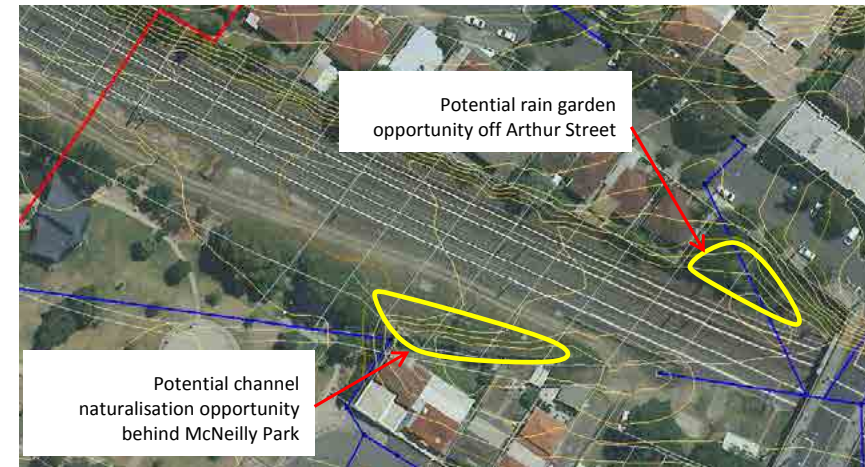 Potential rain garden
opportunity off Arthur Street
Potential channel
naturalisation opportunity
behind McNeilly Park